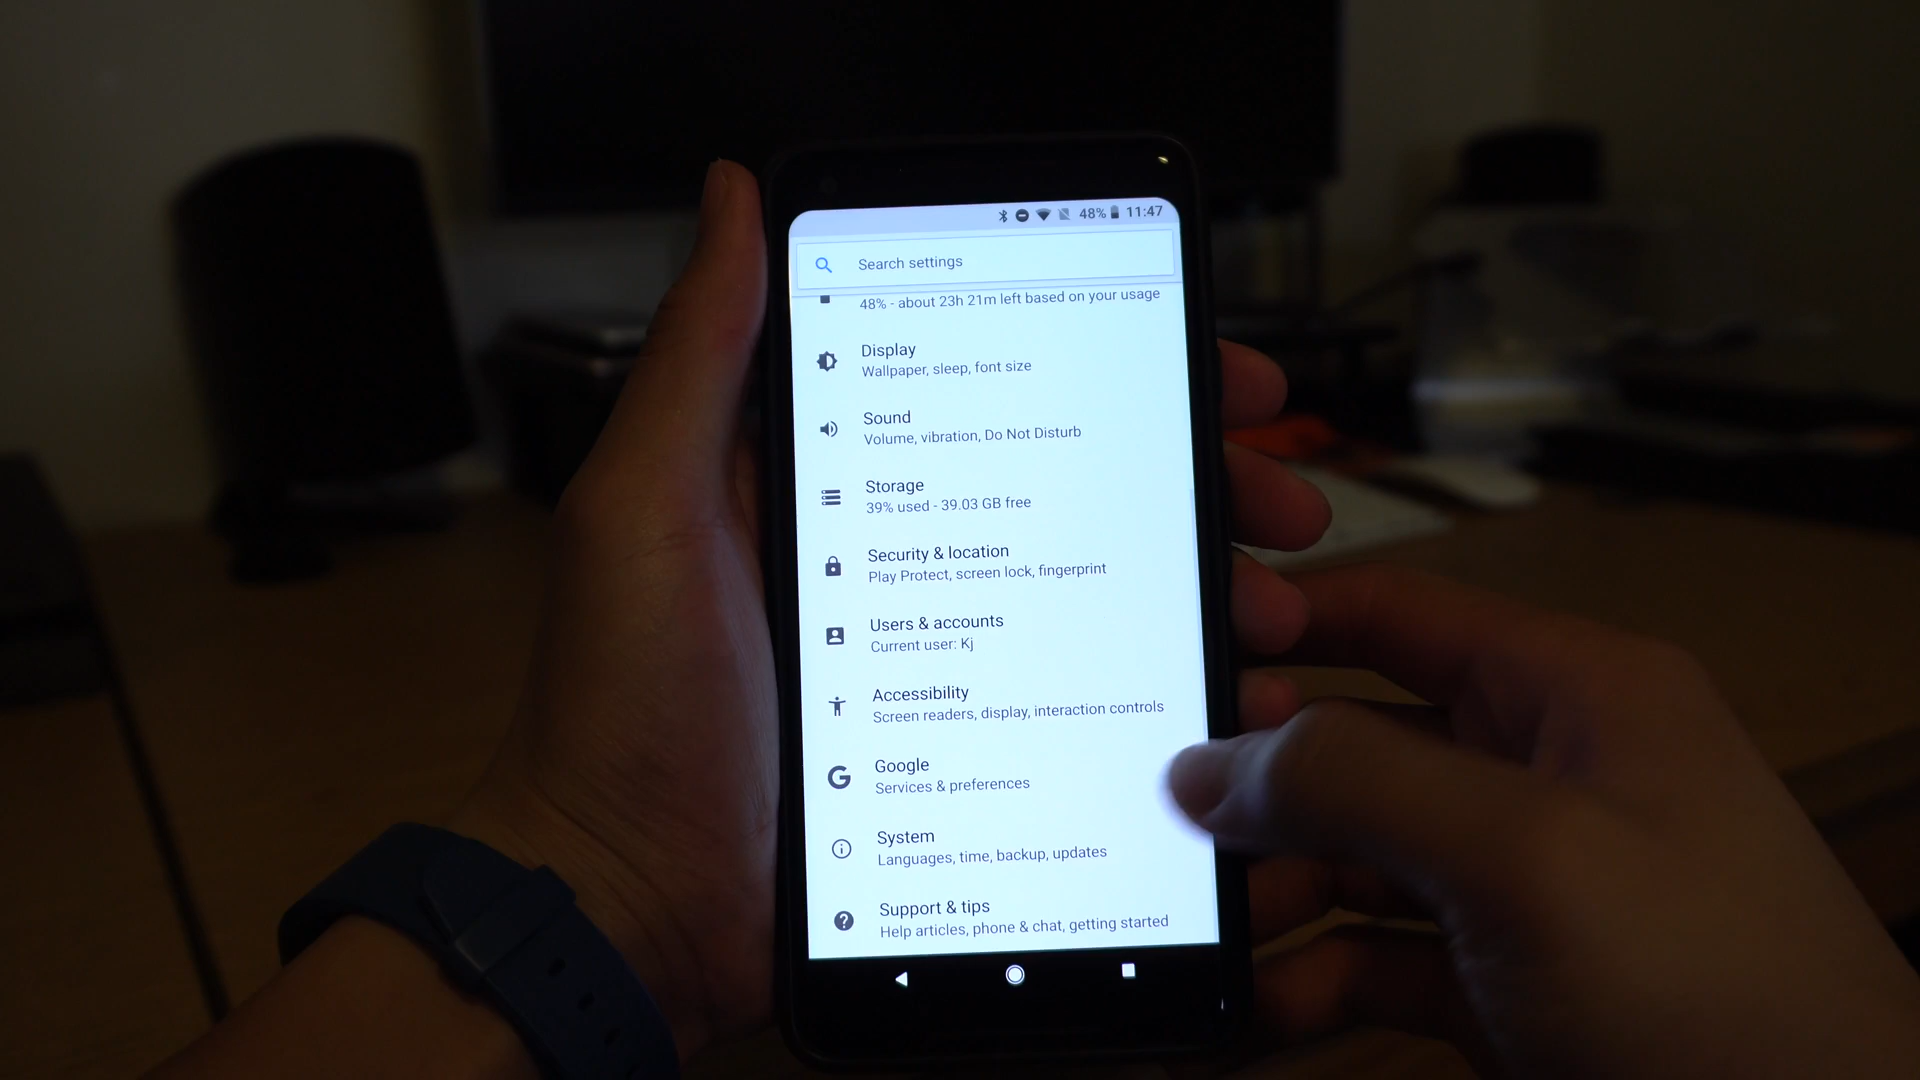 48% 11:47
Search settings
48% - about 23h 21m left based on your usage
Display
Wallpaper, sleep, font size
Sound
Volume, vibration, Do Not Disturb
Storage
39% used - 39.03 GB free
Security & location
Play Protect, screen lock, fingerprint
Users & accounts
Current user: Kj
Accessibility
Screen readers, display, interaction controls
Google
Services & preferences
System
Languages, time, backup, updates
Support & tips
Help articles, phone & chat, getting started